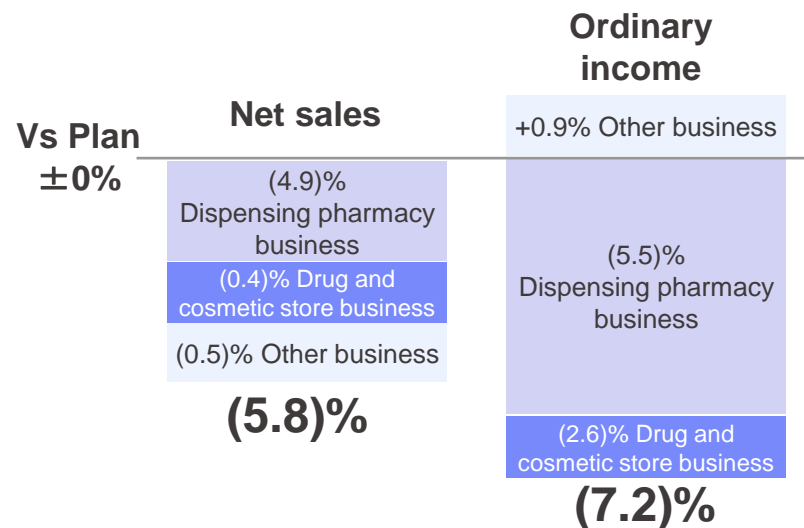 Vs Plan
±0%
Net sales
(4.9)%
Dispensing pharmacy
business
(0.4)% Drug and
cosmetic store business
(0.5)% Other business
(5.8)%
Ordinary
income
+0.9% Other business
(5.5)%
Dispensing pharmacy
business
(2.6)% Drug and
cosmetic store business
(7.2)%